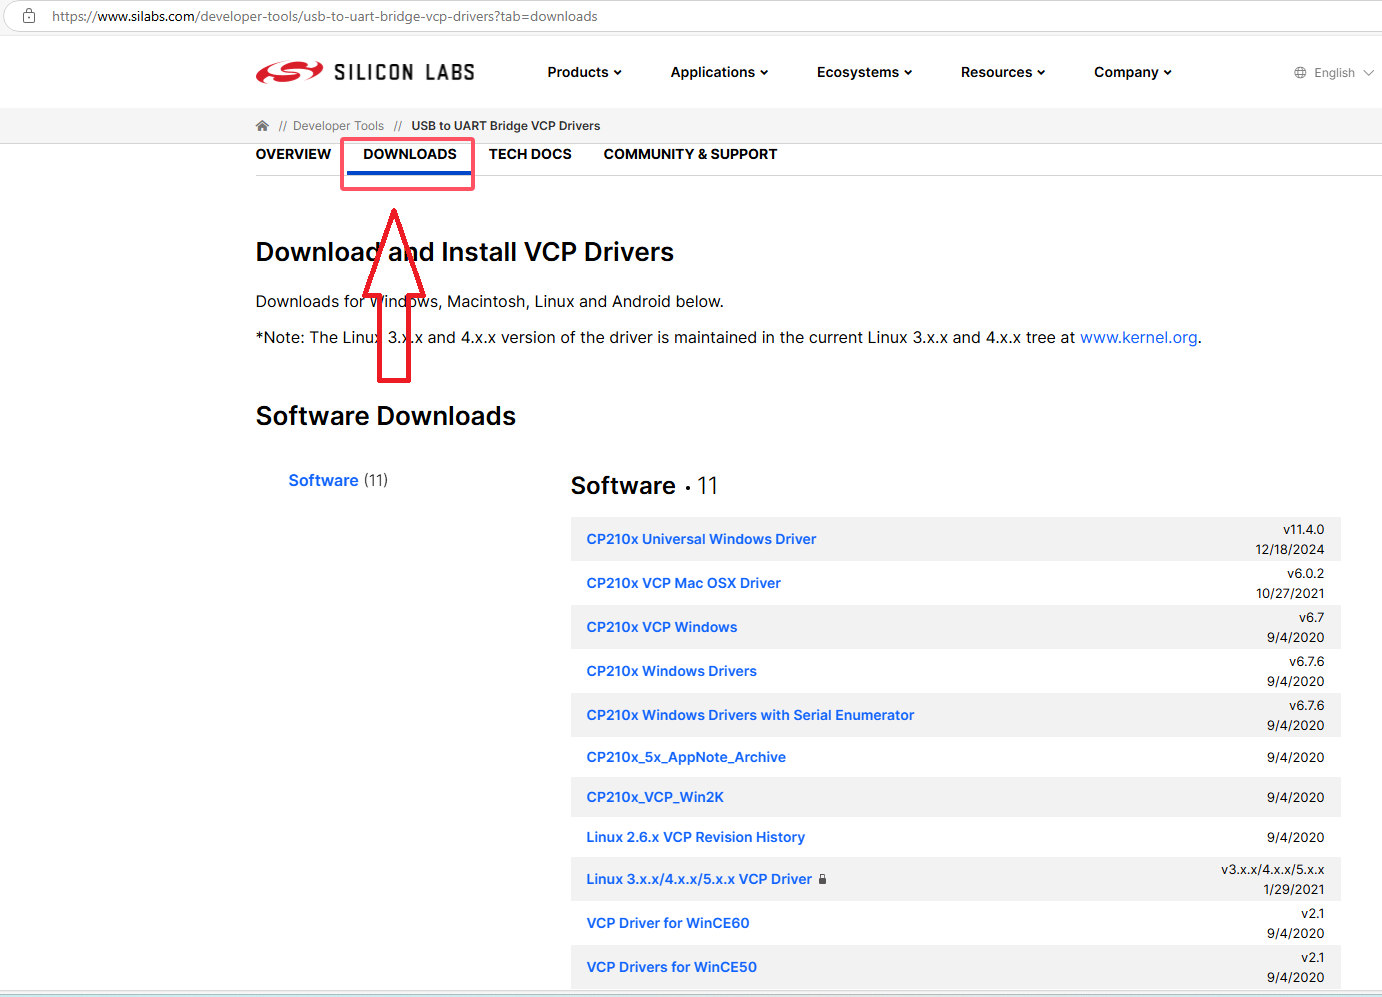 https://www.silabs.com/developer-tools/usb-to-uart-bridge-vcp-drivers?tab=downloads
SILICON LABS
Products Applications Ecosystems Resources Company English
// Developer Tools // USB to UART Bridge VCP Drivers
OVERVIEW DOWNLOADS TECH DOCS COMMUNITY & SUPPORT
Download and Install VCP Drivers
Downloads for Windows, Macintosh, Linux and Android below.
*Note: The Linux 3.x.x and 4.x.x version of the driver is maintained in the current Linux 3.x.x and 4.x.x tree at www.kernel.org.
Software Downloads
Software (11)
Software · 11
CP210x Universal Windows Driver
v11.4.0
12/18/2024
CP210x VCP Mac OSX Driver
v6.0.2
10/27/2021
CP210x VCP Windows
v6.7
9/4/2020
CP210x Windows Drivers
v6.7.6
9/4/2020
CP210x Windows Drivers with Serial Enumerator
v6.7.6
9/4/2020
CP210x_5x_AppNote_Archive 9/4/2020
CP210x_VCP_Win2K 9/4/2020
Linux 2.6.x VCP Revision History 9/4/2020
Linux 3.x.x/4.x.x/5.x.x VCP Driver
v3.x.x/4.x.x/5.x.x
1/29/2021
VCP Driver for WinCE60
v2.1
9/4/2020
VCP Drivers for WinCE50
v2.1
9/4/2020